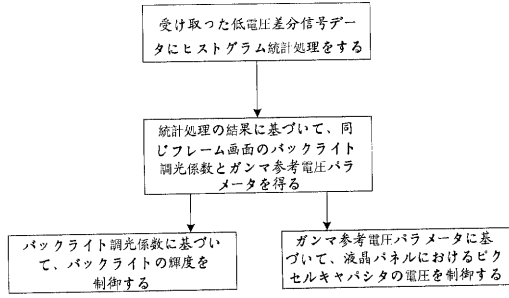 受け取った低電圧差分信号デー
タにヒストグラム統計処理をする
統計処理の結果に基づいて、同
じフレーム画面のバックライト
調光係数とガンマ参考電圧パラ
メータを得る
バックライト調光係数に基づい
て、バックライトの輝度を
制御する
ガンマ参考電圧パラメータに基
づいて、液晶パネルにおけるピク
セルキャパシタの電圧を制御する